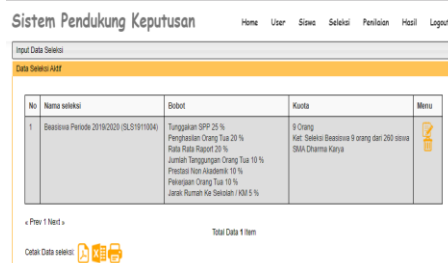 Sistem Pendukung Keputusan
Home User Siswa Seleksi Penilaian Hasil Logout
Input Data Seleksi
Data Seleksi Aktif
No Nama seleksi Bobot Kuota Menu
1 Beasiswa Periode 2019/2020 (SLS1911004)
Tunggakan SPP 25 %
Penghasilan Orang Tua 20 %
Rata Rata Raport 20 %
Jumlah Tanggungan Orang Tua 10 %
Prestasi Non Akademik 10 %
Pekerjaan Orang Tua 10 %
Jarak Rumah Ke Sekolah / KM 5 %
9 Orang
Ket: Seleksi Beasiswa 9 orang dari 260 siswa
SMA Dharma Karya
« Prev 1 Next »
Total Data 1 Item
Cetak Data seleksi: